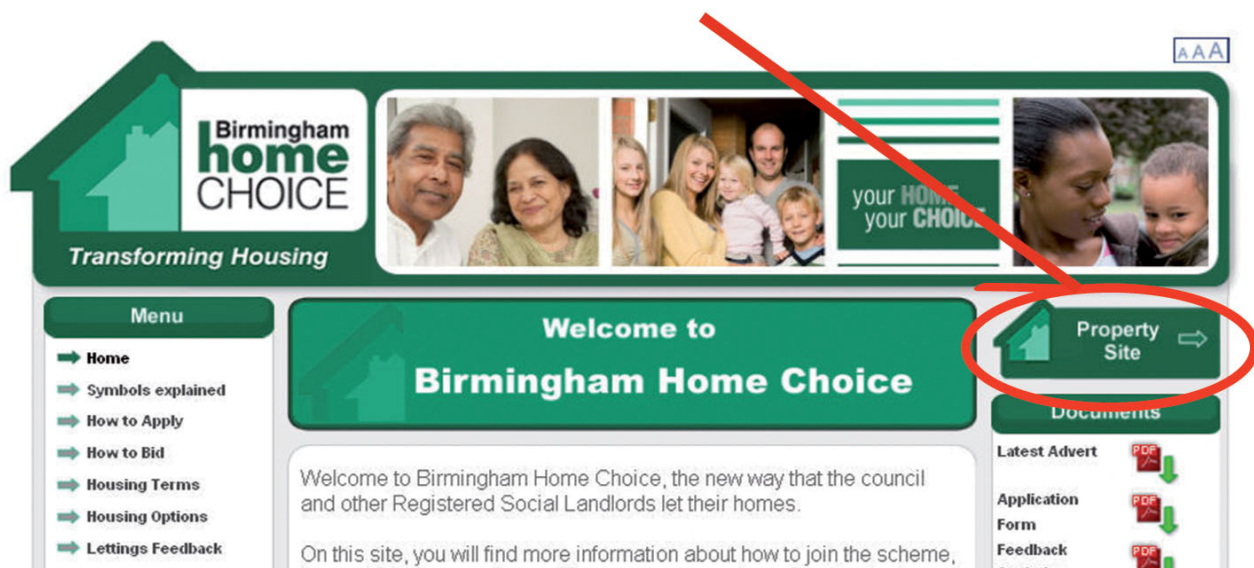 A A A
Birmingham
home
CHOICE
Transforming Housing
your HOME
your CHOICE
Menu
Home
Symbols explained
How to Apply
How to Bid
Housing Terms
Housing Options
Lettings Feedback
Welcome to
Birmingham Home Choice
Welcome to Birmingham Home Choice, the new way that the council
and other Registered Social Landlords let their homes.
On this site, you will find more information about how to join the scheme,
Property
Site
Documents
Latest Advert
PDF
Application
Form
PDF
Feedback
PDF